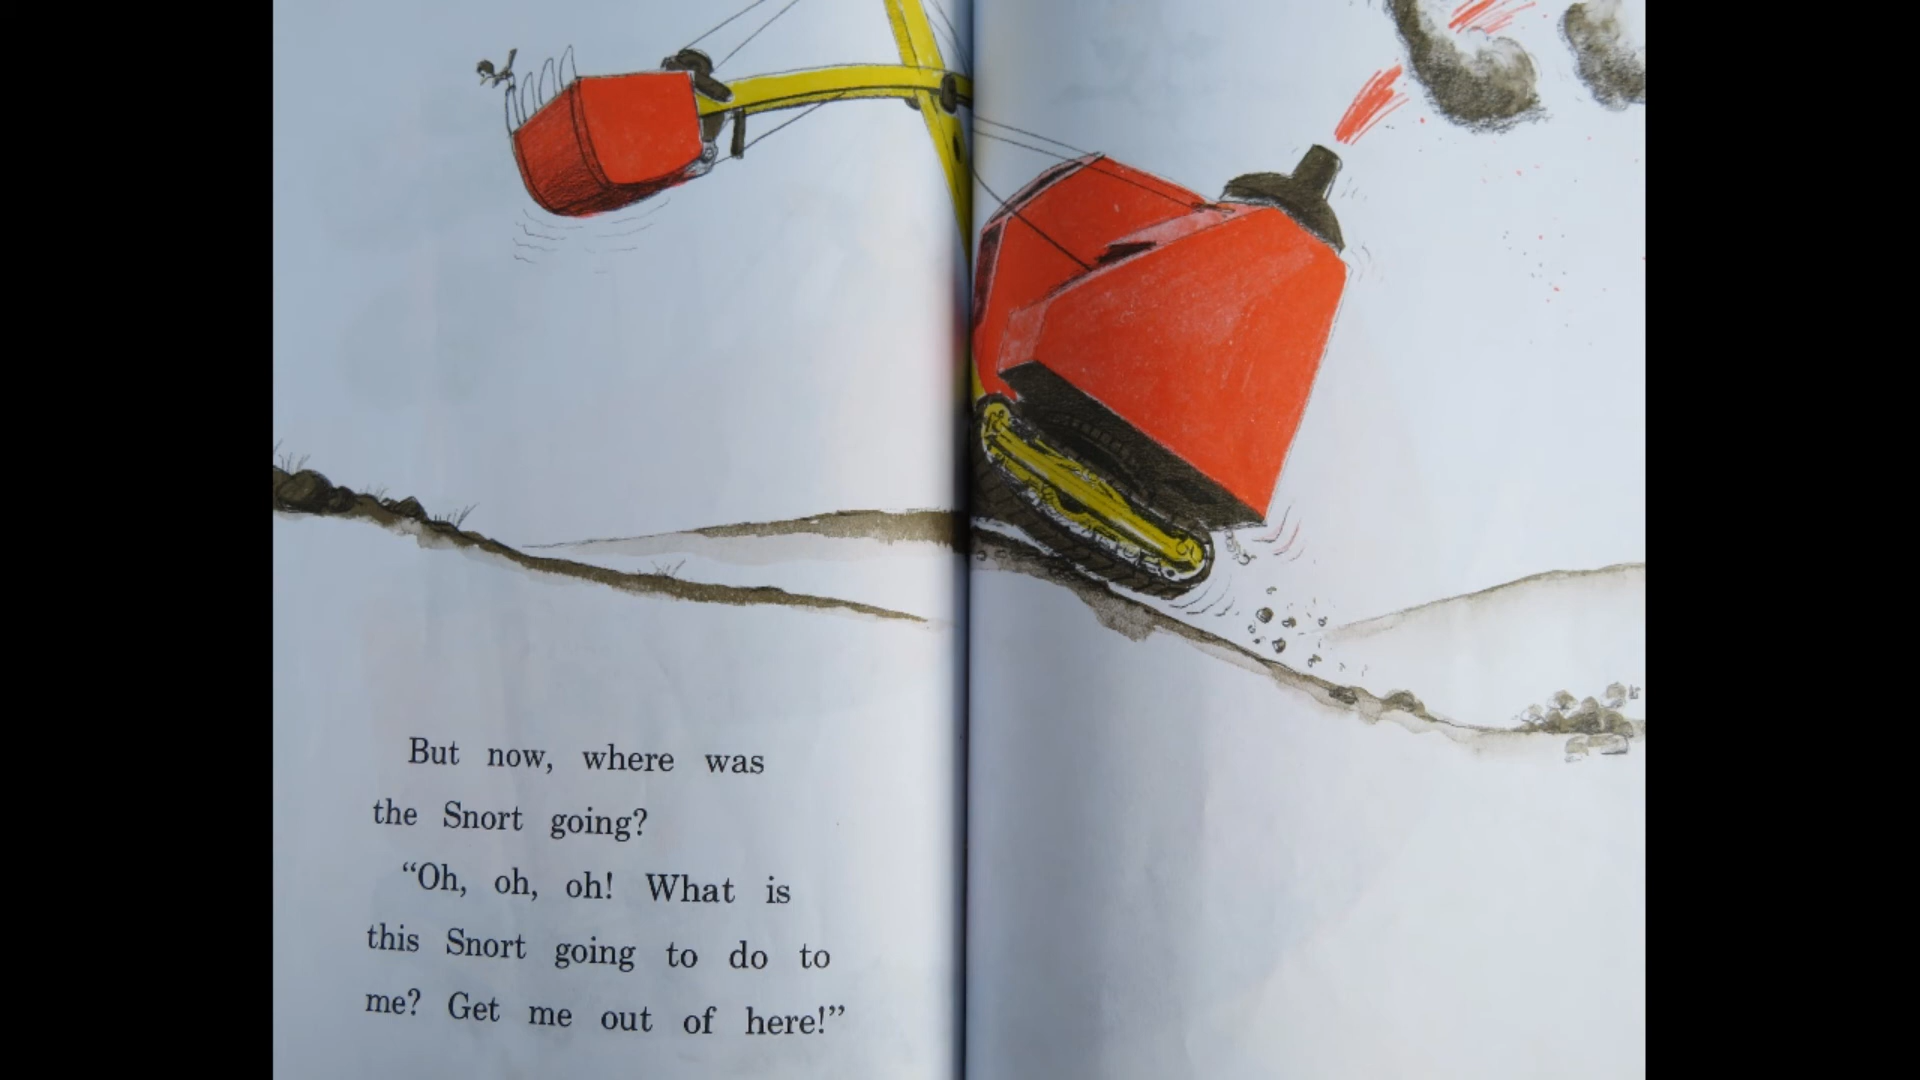 But now, where was
the Snort going?
“Oh, oh, oh! What is
this Snort going to do to
me? Get me out of here!”